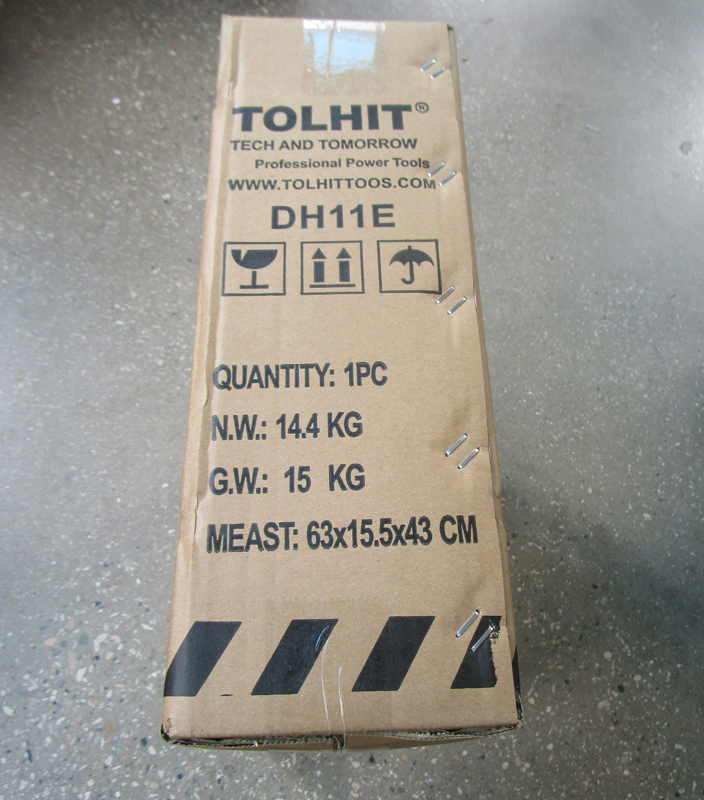 TOLHIT®
TECH AND TOMORROW
Professional Power Tools
WWW.TOLHITTOOS.COM
DH11E
QUANTITY: 1PC
N.W.: 14.4 KG
G.W.: 15 KG
MEAST: 63x15.5x43 CM